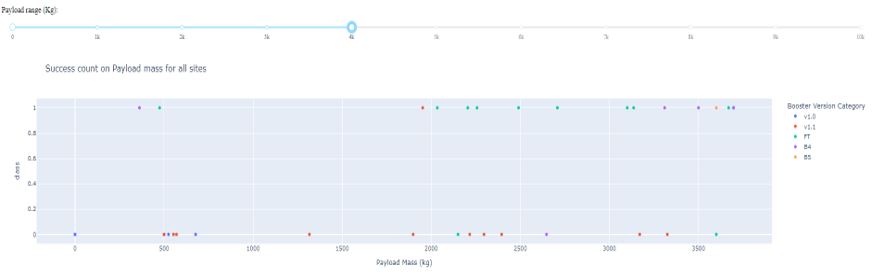 Payload range (Kg):
0 1k 2k 3k 4k 5k 6k 7k 8k 9k 10k
Success count on Payload mass for all sites
Booster Version Category
v1.0
v1.1
FT
B4
B5
class
1
0.8
0.6
0.4
0.2
0
0 500 1000 1500 2000 2500 3000 3500
Payload Mass (kg)